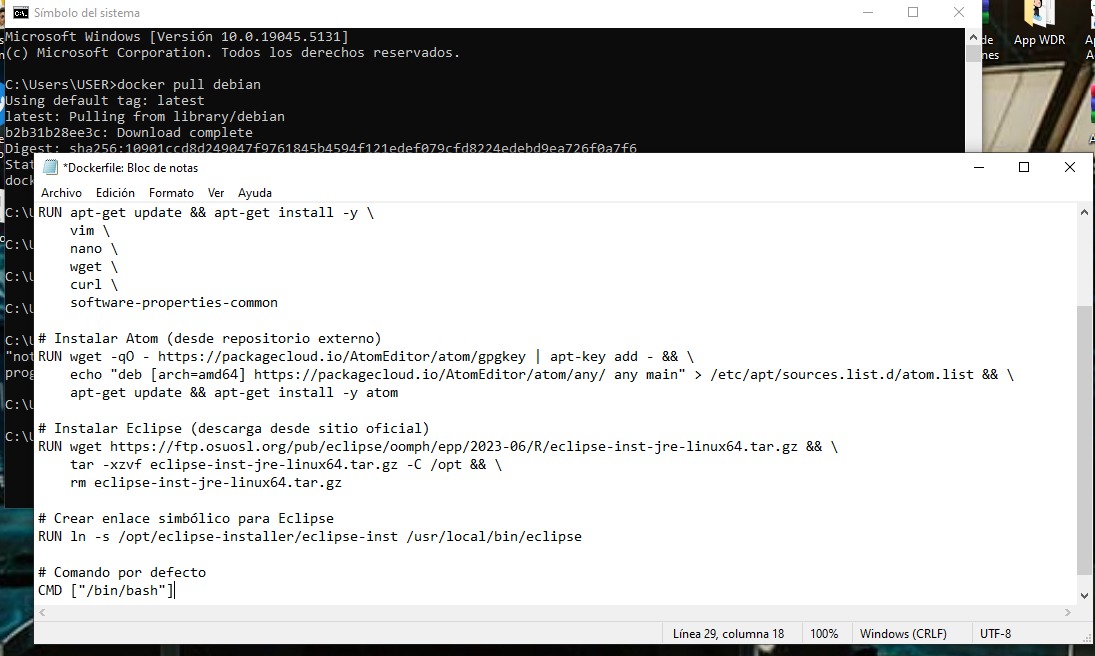 Símbolo del sistema
Microsoft Windows [Versión 10.0.19045.5131]
(c) Microsoft Corporation. Todos los derechos reservados.
C:\Users\USER>docker pull debian
Using default tag: latest
latest: Pulling from library/debian
b2b31b28ee3c: Download complete
Digest: sha256:10901ccd8d249047f9761845b4594f121edef079cfd8224edebd9ea726f0a7f6
Stat
dock
C:\U
C:\U
C:\U
C:\U
C:\U
"not
prog
C:\U
C:\U
de
nes
App WDR
*Dockerfile: Bloc de notas
Archivo Edición Formato Ver Ayuda
RUN apt-get update && apt-get install -y \
    vim \
    nano \
    wget \
    curl \
    software-properties-common
# Instalar Atom (desde repositorio externo)
RUN wget -qO - https://packagecloud.io/AtomEditor/atom/gpgkey | apt-key add - && \
    echo "deb [arch=amd64] https://packagecloud.io/AtomEditor/atom/any/ any main" > /etc/apt/sources.list.d/atom.list && \
    apt-get update && apt-get install -y atom
# Instalar Eclipse (descarga desde sitio oficial)
RUN wget https://ftp.osuosl.org/pub/eclipse/oomph/epp/2023-06/R/eclipse-inst-jre-linux64.tar.gz && \
    tar -xzvf eclipse-inst-jre-linux64.tar.gz -C /opt && \
    rm eclipse-inst-jre-linux64.tar.gz
# Crear enlace simbólico para Eclipse
RUN ln -s /opt/eclipse-installer/eclipse-inst /usr/local/bin/eclipse
# Comando por defecto
CMD ["/bin/bash"]
Línea 29, columna 18 100% Windows (CRLF) UTF-8